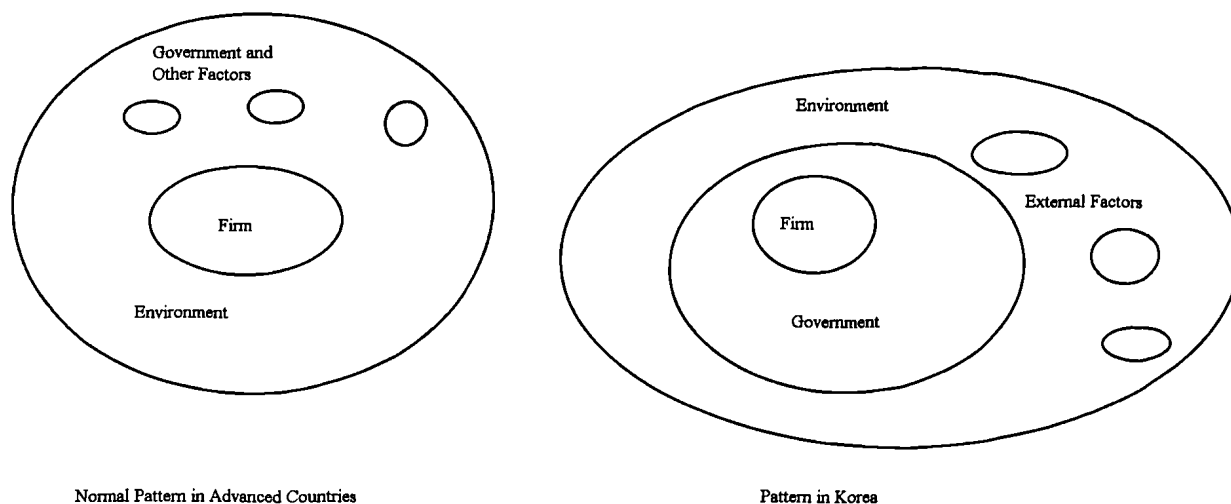 Government and
Other Factors
Firm
Environment
Normal Pattern in Advanced Countries
Environment
External Factors
Firm
Government
Pattern in Korea